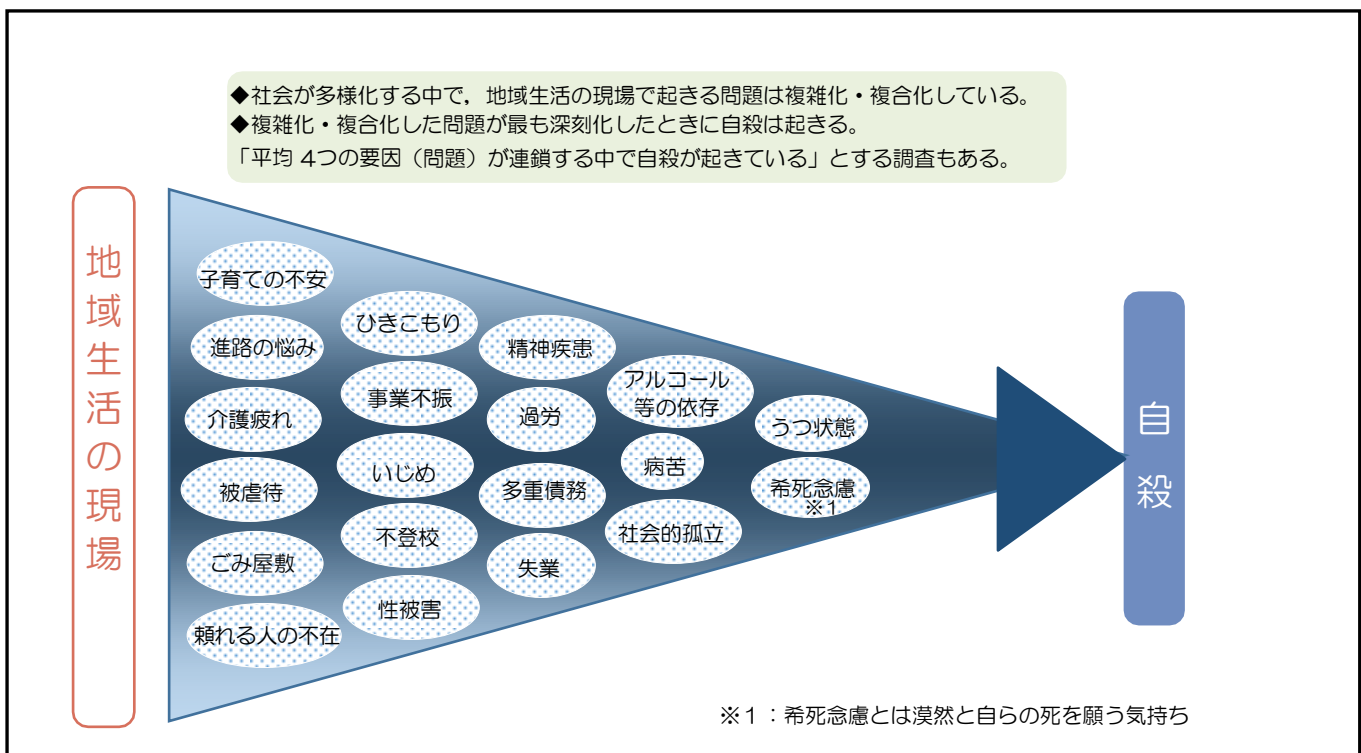 ◆社会が多様化する中で，地域生活の現場で起きる問題は複雑化・複合化している。
◆複雑化・複合化した問題が最も深刻化したときに自殺は起きる。
「平均 4つの要因（問題）が連鎖する中で自殺が起きている」とする調査もある。
地域生活の現場
子育ての不安
進路の悩み
介護疲れ
被虐待
ごみ屋敷
頼れる人の不在
ひきこもり
事業不振
いじめ
不登校
性被害
精神疾患
過労
多重債務
失業
アルコール
等の依存
病苦
社会的孤立
うつ状態
希死念慮
※１
自殺
※１：希死念慮とは漠然と自らの死を願う気持ち